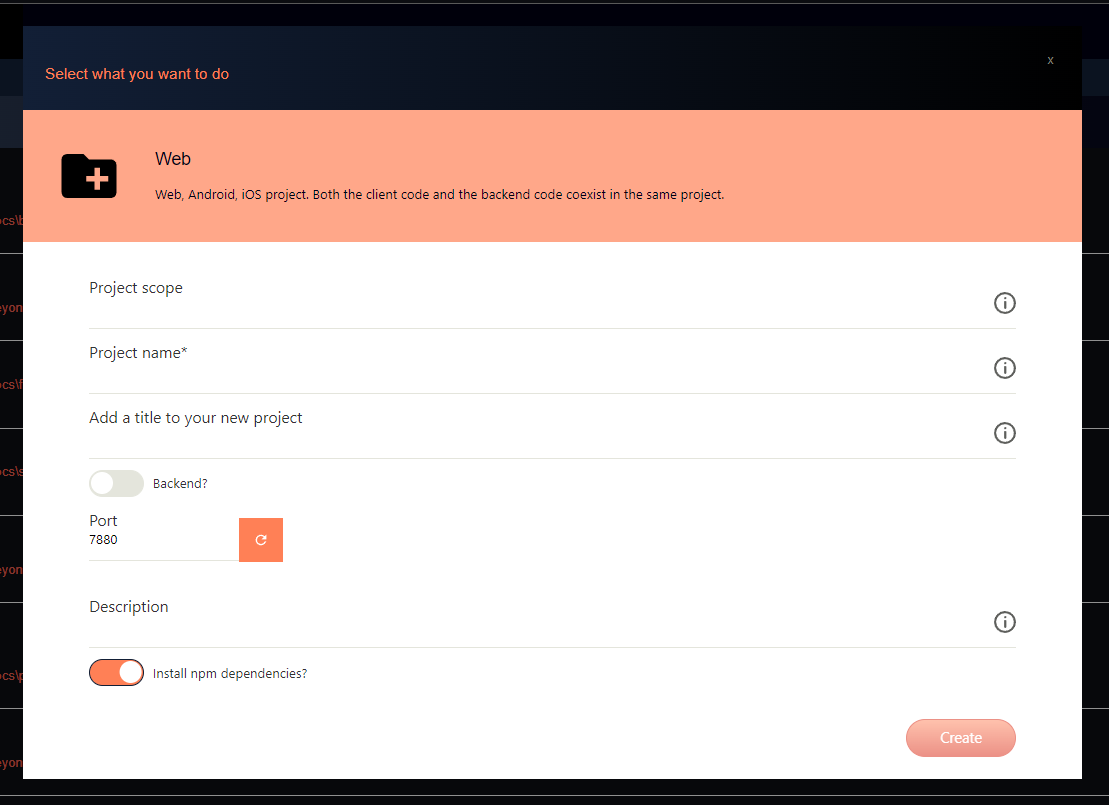 Select what you want to do
x
Web
Web, Android, iOS project. Both the client code and the backend code coexist in the same project.
Project scope
Project name*
Add a title to your new project
Backend?
Port
7880
Description
Install npm dependencies?
Create